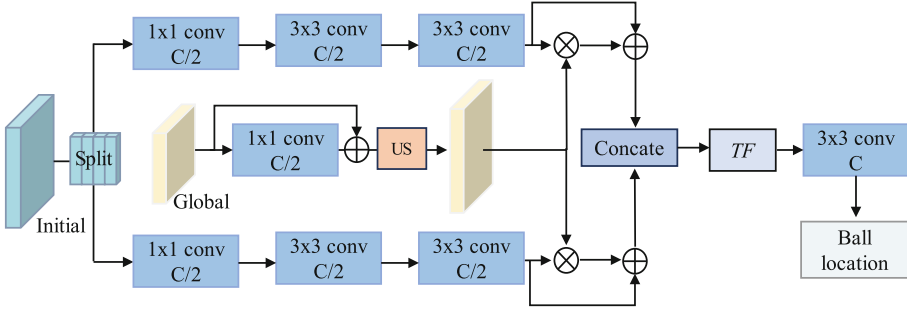 1x1 conv
C/2
3x3 conv
C/2
3x3 conv
C/2
Split
Initial
Global
1x1 conv
C/2
US
Concate
TF
3x3 conv
C
Ball
location
1x1 conv
C/2
3x3 conv
C/2
3x3 conv
C/2